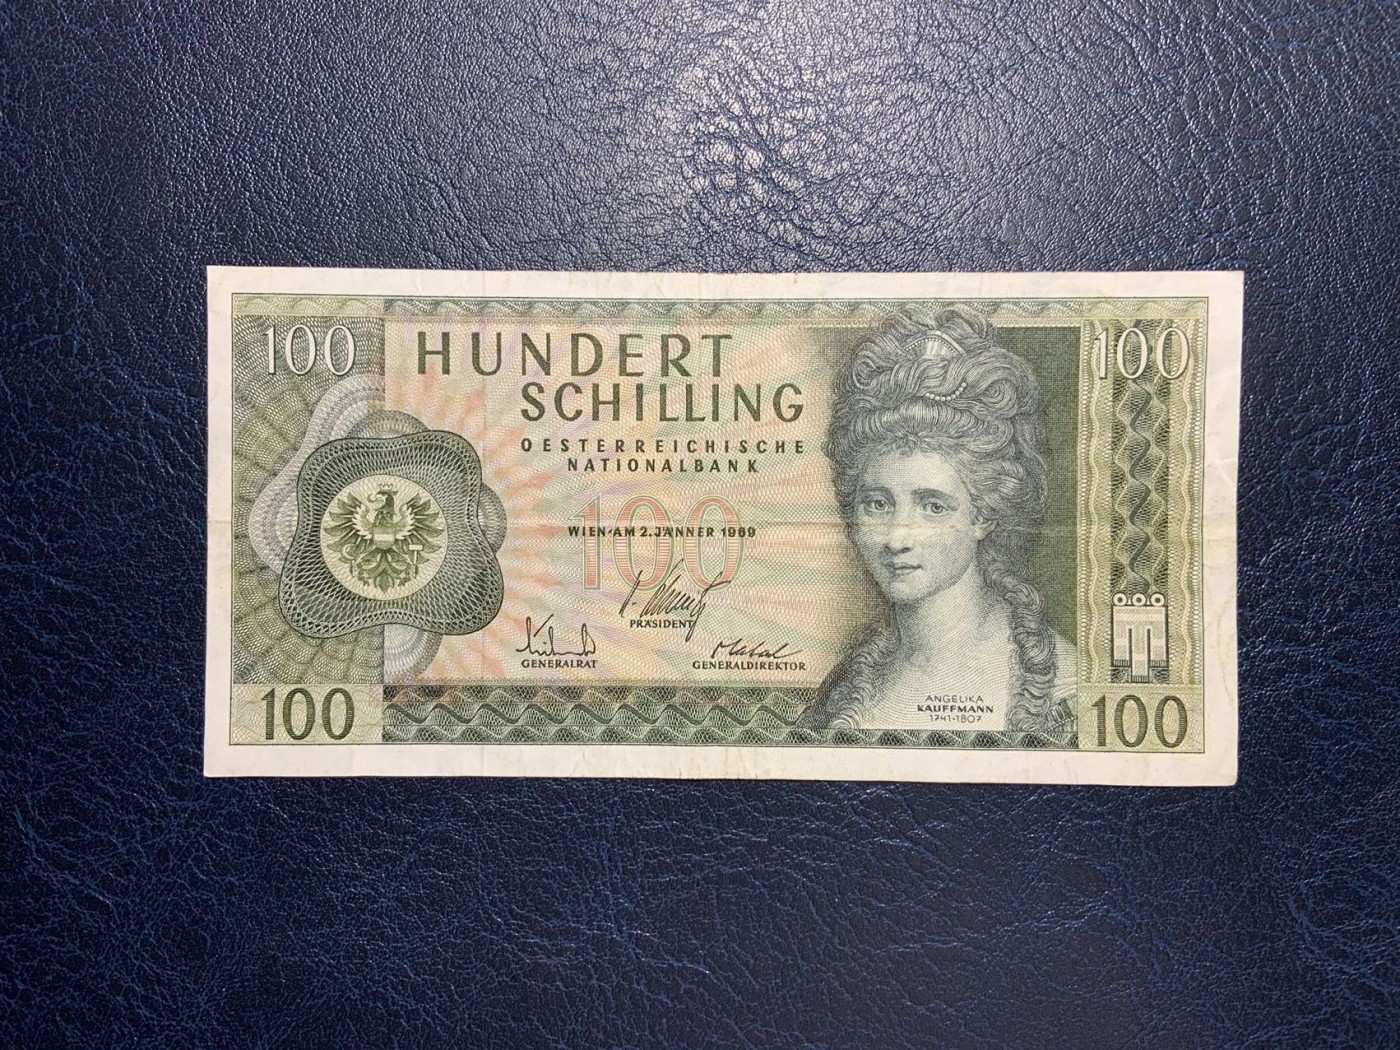 100
HUNDERT
SCHILLING
OESTERREICHISCHE
NATIONALBANK
100
WIEN·AM 2. JÄNNER 1969
100
PRÄSIDENT
GENERALRAT
GENERALDIREKTOR
ANGELIKA
KAUFFMANN
1741-1807
100
100